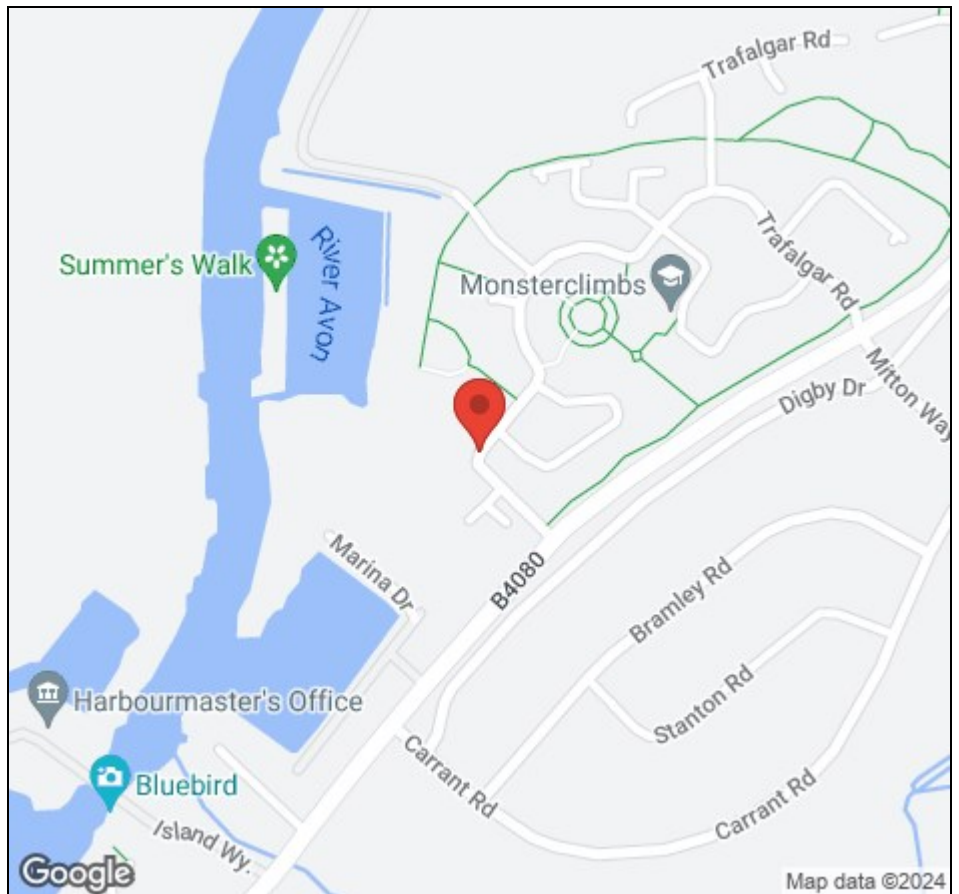 Trafalgar Rd
Summer's Walk
River Avon
Monsterclimbs
Trafalgar Rd
Mitton Way
Digby Dr
Marina Dr
B4080
Bramley Rd
Stanton Rd
Harbourmaster's Office
Carrant Rd
Bluebird
Carrant Rd
Island Wy.
Google
Map data ©2024